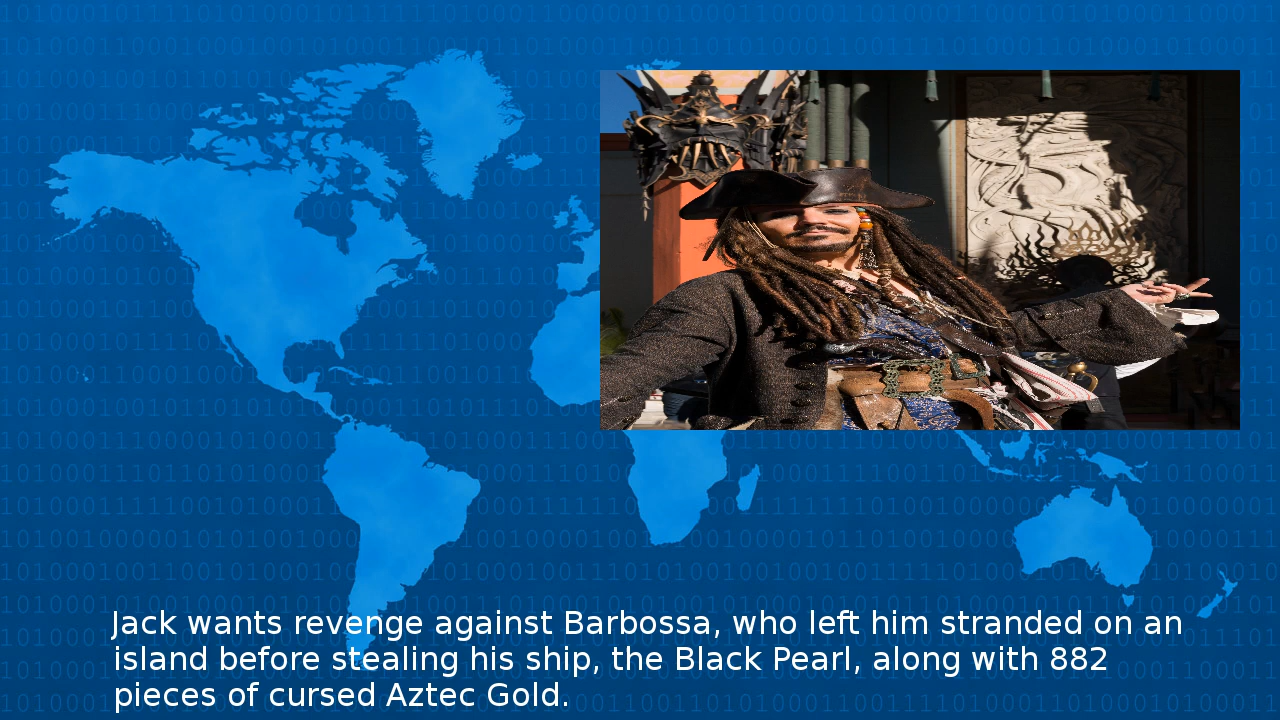 Jack wants revenge against Barbossa, who left him stranded on an
island before stealing his ship, the Black Pearl, along with 882
pieces of cursed Aztec Gold.